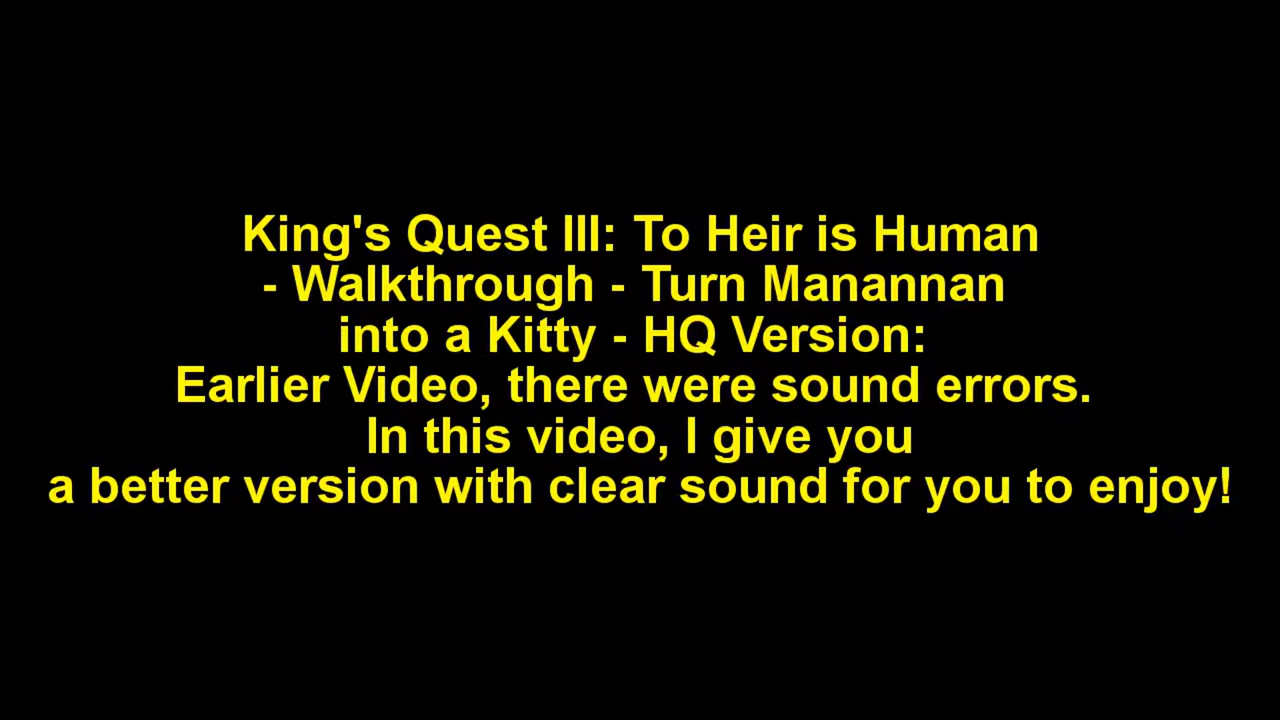 King's Quest III: To Heir is Human
- Walkthrough - Turn Manannan
into a Kitty - HQ Version:
Earlier Video, there were sound errors.
In this video, I give you
a better version with clear sound for you to enjoy!